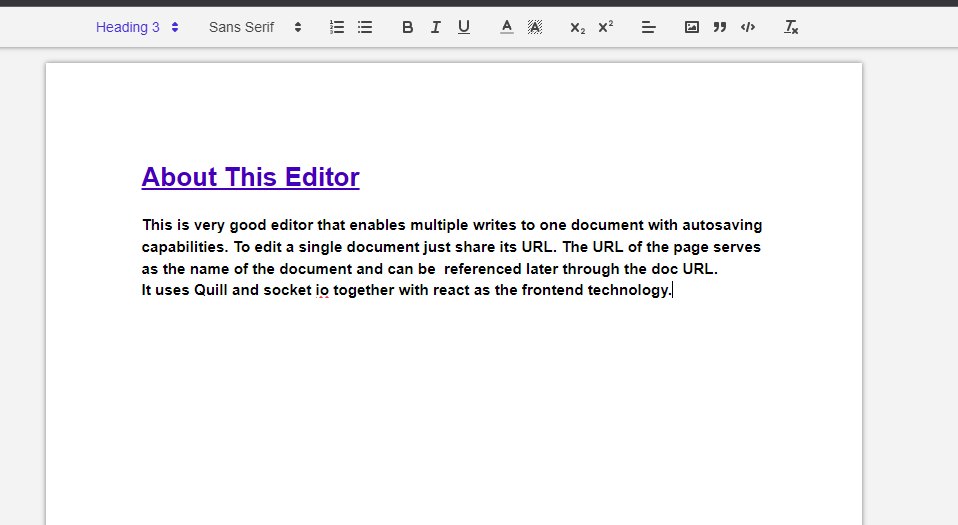 Heading 3 Sans Serif
About This Editor
This is very good editor that enables multiple writes to one document with autosaving
capabilities. To edit a single document just share its URL. The URL of the page serves
as the name of the document and can be  referenced later through the doc URL.
It uses Quill and socket io together with react as the frontend technology.